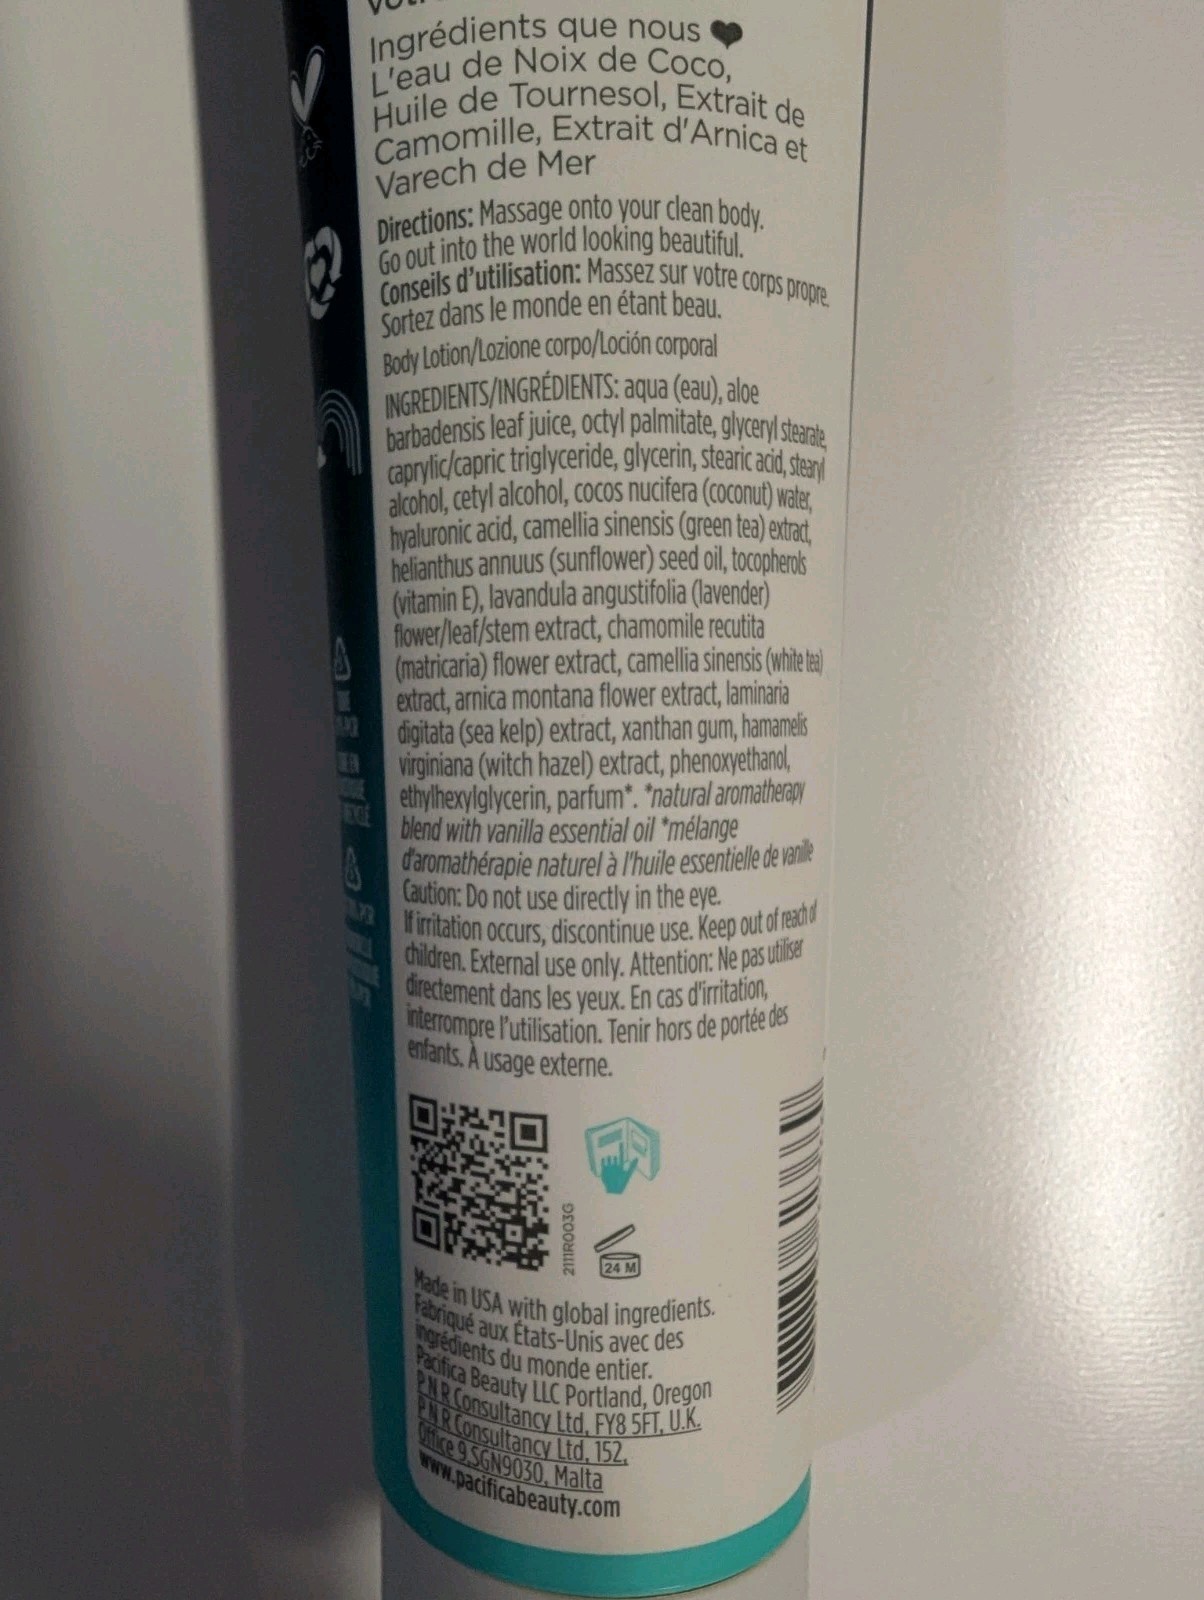 Ingrédients que nous
L'eau de Noix de Coco,
Huile de Tournesol, Extrait de
Camomille, Extrait d'Arnica et
Varech de Mer
Directions: Massage onto your clean body.
Go out into the world looking beautiful.
Conseils d'utilisation: Massez sur votre corps propre.
Sortez dans le monde en étant beau.
Body Lotion/Lozione corpo/Loción corporal
INGREDIENTS/INGRÉDIENTS: aqua (eau), aloe
barbadensis leaf juice, octyl palmitate, glyceryl stearate,
caprylic/capric triglyceride, glycerin, stearic acid, stearyl
alcohol, cetyl alcohol, cocos nucifera (coconut) water,
hyaluronic acid, camellia sinensis (green tea) extract,
helianthus annuus (sunflower) seed oil, tocopherols
(vitamin E), lavandula angustifolia (lavender)
flower/leaf/stem extract, chamomile recutita
(matricaria) flower extract, camellia sinensis (white tea)
extract, arnica montana flower extract, laminaria
digitata (sea kelp) extract, xanthan gum, hamamelis
virginiana (witch hazel) extract, phenoxyethanol,
ethylhexylglycerin, parfum*. *natural aromatherapy
blend with vanilla essential oil *mélange
d'aromathérapie naturel à l'huile essentielle de vanille
Caution: Do not use directly in the eye.
If irritation occurs, discontinue use. Keep out of reach of
children. External use only. Attention: Ne pas utiliser
directement dans les yeux. En cas d'irritation,
interrompre l'utilisation. Tenir hors de portée des
enfants. À usage externe.
2111R003G
24 M
Made in USA with global ingredients.
Fabriqué aux États-Unis avec des
ingrédients du monde entier.
Pacifica Beauty LLC Portland, Oregon
P.N.R Consultancy Ltd, FY8 5FT, U.K.
P.N.R Consultancy Ltd, 152,
Office 9,SGN9030, Malta
www.pacificabeauty.com